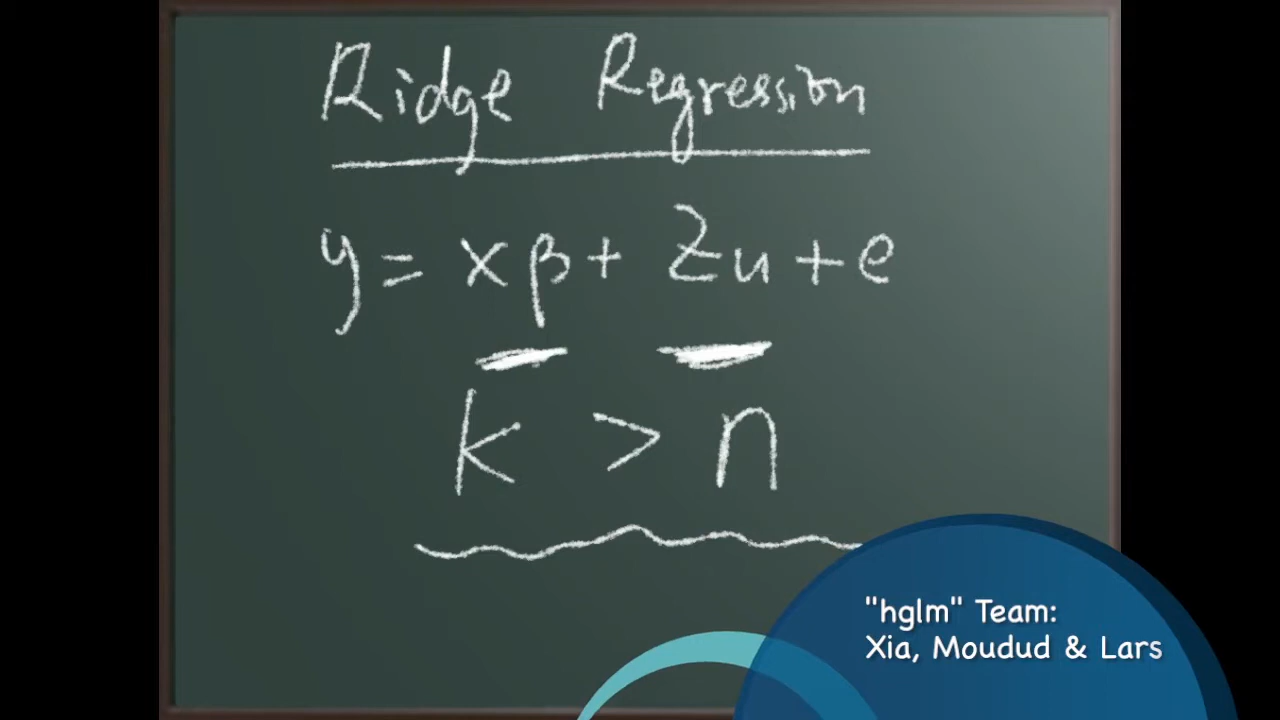 Ridge Regression
y = xβ + Zu + e
k > n
"hglm" Team:
Xia, Moudud & Lars